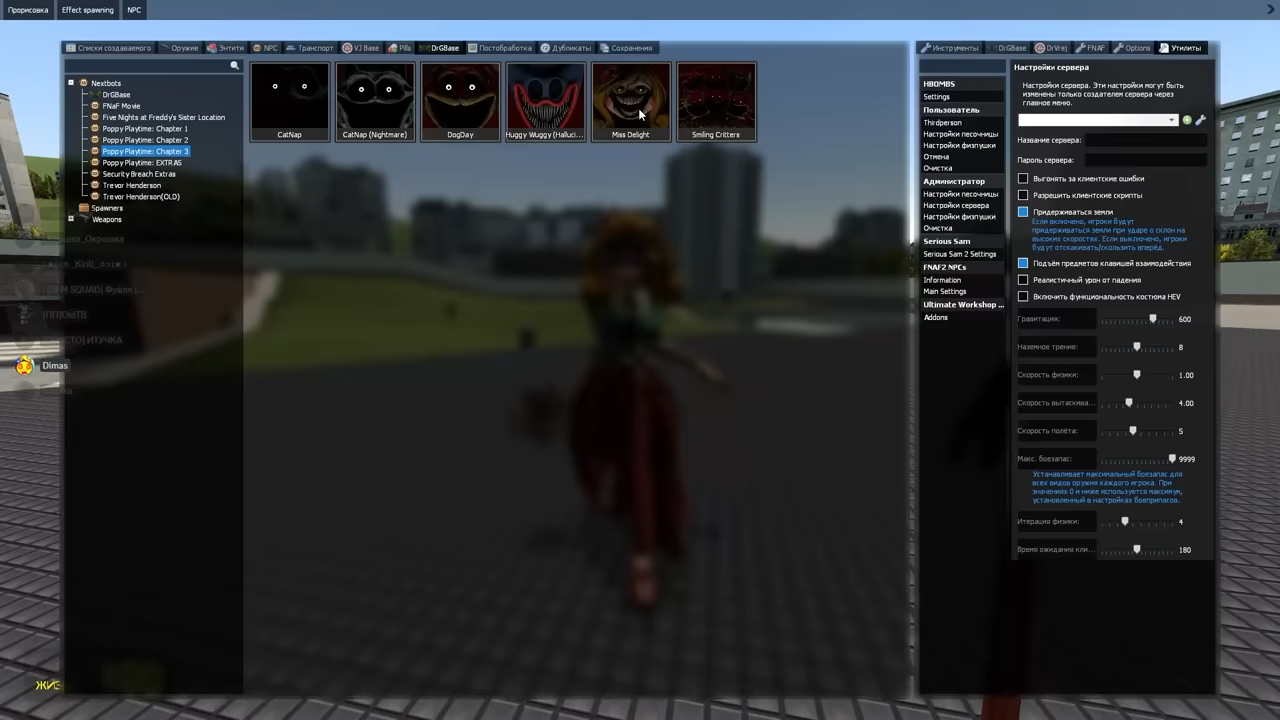 Прорисовка
Effect spawning
NPC
Списки создаваемого
Оружие
Энтити
NPC
Транспорт
VJ Base
Pills
DrGBase
Постобработка
Дубликаты
Сохранения
Nextbots
DrGBase
FNaF Movie
Five Nights at Freddy's Sister Location
Poppy Playtime: Chapter 1
Poppy Playtime: Chapter 2
Poppy Playtime: Chapter 3
Poppy Playtime: EXTRAS
Security Breach Extras
Trevor Henderson
Trevor Henderson(OLD)
Spawners
Weapons
CatNap
CatNap (Nightmare)
DogDay
Huggy Wuggy (Halluci...
Miss Delight
Smiling Critters
Dimas
Инструменты
DrGBase
DrVrej
FNAF
Options
Утилиты
HBOMBS
Settings
Пользователь
Thirdperson
Настройки песочницы
Настройки физпушки
Отмена
Очистка
Администратор
Настройки песочницы
Настройки сервера
Настройки физпушки
Очистка
Serious Sam
Serious Sam 2 Settings
FNAF2 NPCs
Information
Main Settings
Ultimate Workshop ...
Addons
Настройки сервера
Настройки сервера. Эти настройки могут быть
изменены только создателем сервера через
главное меню.
Название сервера:
Пароль сервера:
Выгонять за клиентские ошибки
Разрешить клиентские скрипты
Придерживаться земли
Если включено, игроки будут
придерживаться земли при ударе о склон на
высоких скоростях. Если выключено, игроки
будут отскакивать/скользить вперёд.
Подъём предметов клавишей взаимодействия
Реалистичный урон от падения
Включить функциональность костюма HEV
Гравитация: 600
Наземное трение: 8
Скорость физики: 1.00
Скорость вытаскива... 4.00
Скорость полёта: 5
Макс. боезапас: 9999
Устанавливает максимальный боезапас для
всех видов оружия каждого игрока. При
значениях 0 и ниже используется максимум,
установленный в настройках боеприпасов.
Итерация физики: 4
Время ожидания кли... 180